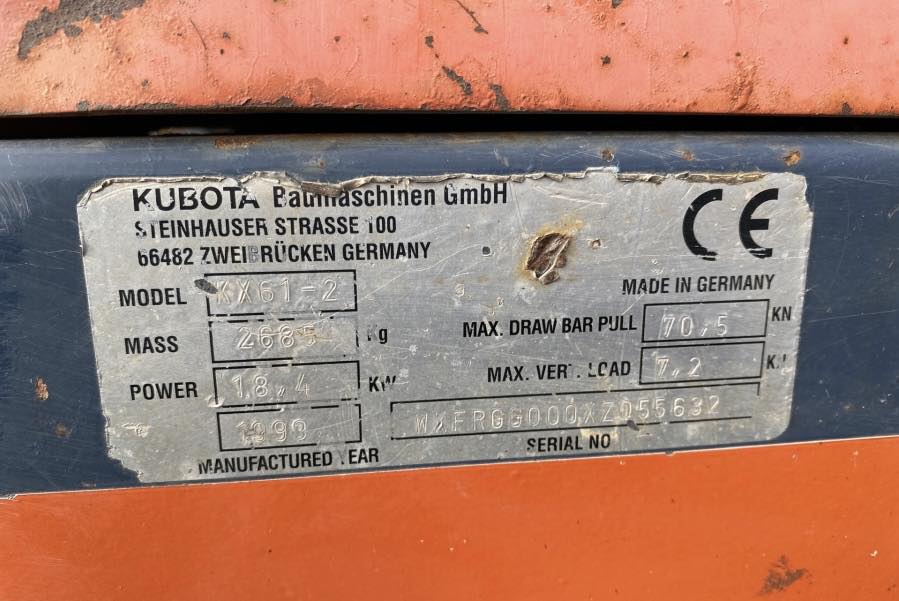 KUBOTA Baumaschinen GmbH
STEINHAUSER STRASSE 100
66482 ZWEIBRÜCKEN GERMANY
CE
MADE IN GERMANY
MODEL KX61-2
MASS 2685 Kg
POWER 18,4 KW
1999
MANUFACTURED YEAR
MAX. DRAW BAR PULL 70,5 KN
MAX. VERT. LOAD 7,2 KN
WKFRGG000XZ055632
SERIAL NO